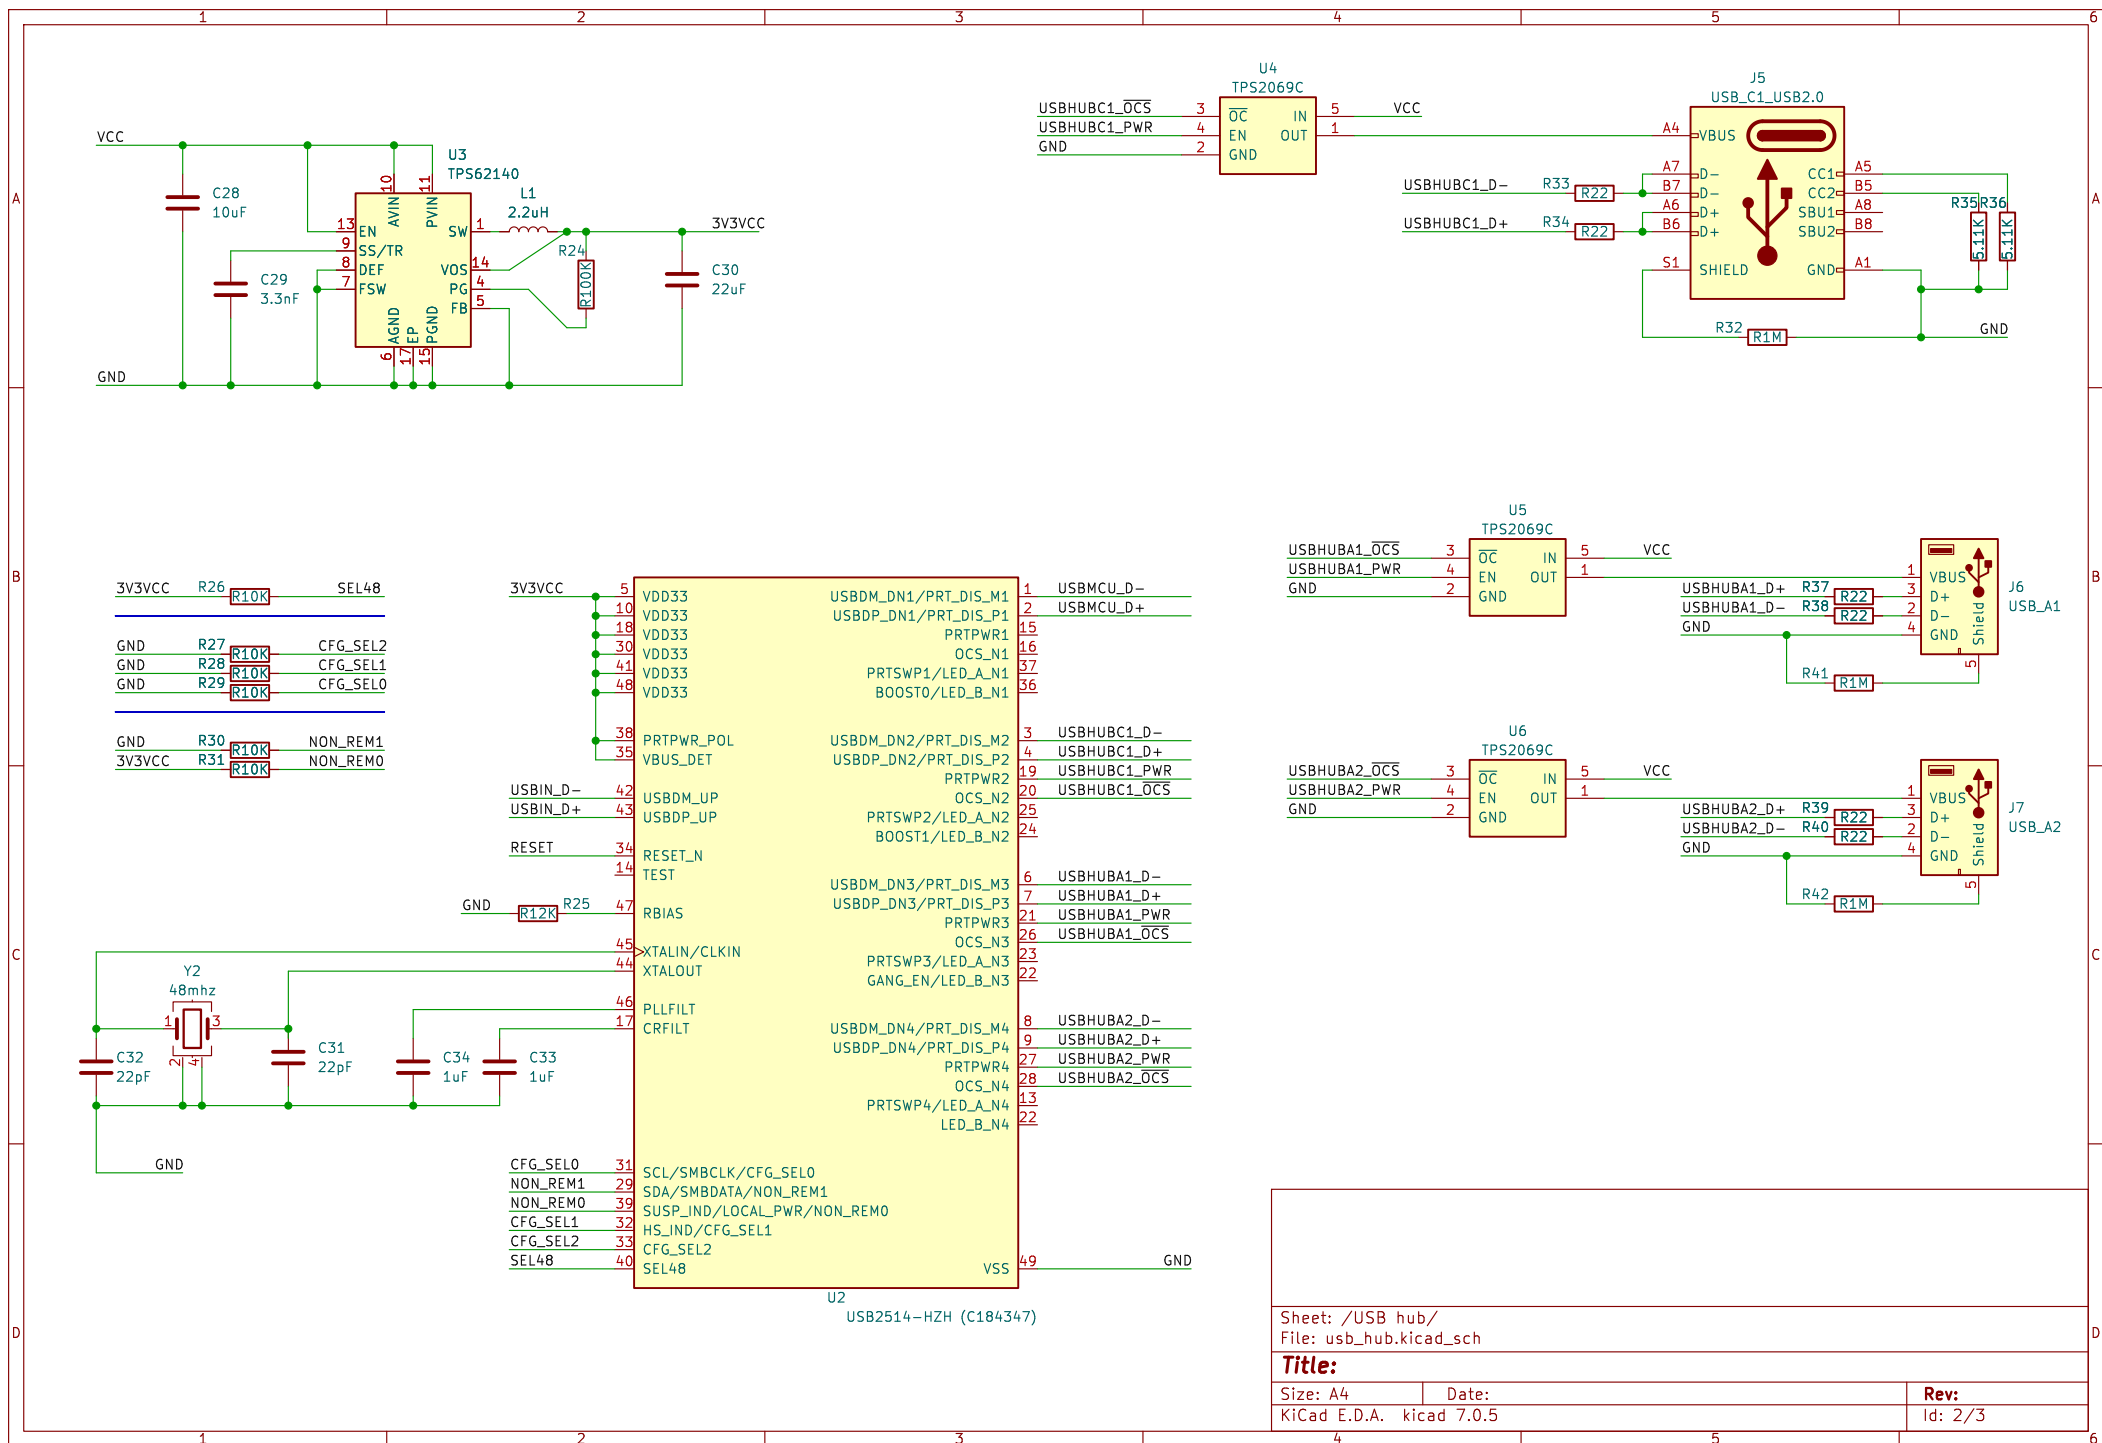 1 2 3 4 5 6
A
B
C
D
A
B
C
D
1 2 3 4 5 6
VCC
C28
10uF
C29
3.3nF
GND
U3
TPS62140
10 AVIN
11 PVIN
13 EN
9 SS/TR
8 DEF
7 FSW
SW 1
VOS 14
PG 4
FB 5
6 AGND
17 EP
15 PGND
L1
2.2uH
R24
R100K
3V3VCC
C30
22uF
U4
TPS2069C
USBHUBC1_OCS 3 OC IN 5 VCC
USBHUBC1_PWR 4 EN OUT 1
GND 2 GND
J5
USB_C1_USB2.0
A4 VBUS
A7 D- CC1 A5
B7 D- CC2 B5
A6 D+ SBU1 A8
B6 D+ SBU2 B8
S1 SHIELD GND A1
USBHUBC1_D- R33 R22
USBHUBC1_D+ R34 R22
R35 R36
5.11K 5.11K
R32 R1M GND
U5
TPS2069C
USBHUBA1_OCS 3 OC IN 5 VCC
USBHUBA1_PWR 4 EN OUT 1
GND 2 GND
USBHUBA1_D+ R37 R22
USBHUBA1_D- R38 R22
GND
R41 R1M
1 VBUS
3 D+
2 D-
4 GND
Shield 5
J6
USB_A1
U6
TPS2069C
USBHUBA2_OCS 3 OC IN 5 VCC
USBHUBA2_PWR 4 EN OUT 1
GND 2 GND
USBHUBA2_D+ R39 R22
USBHUBA2_D- R40 R22
GND
R42 R1M
1 VBUS
3 D+
2 D-
4 GND
Shield 5
J7
USB_A2
3V3VCC R26 R10K SEL48
GND R27 R10K CFG_SEL2
GND R28 R10K CFG_SEL1
GND R29 R10K CFG_SEL0
GND R30 R10K NON_REM1
3V3VCC R31 R10K NON_REM0
3V3VCC 5 VDD33
10 VDD33
18 VDD33
30 VDD33
41 VDD33
48 VDD33
38 PRTPWR_POL
35 VBUS_DET
USBIN_D- 42 USBDM_UP
USBIN_D+ 43 USBDP_UP
RESET 34 RESET_N
14 TEST
GND R12K R25 47 RBIAS
45 XTALIN/CLKIN
44 XTALOUT
46 PLLFILT
17 CRFILT
CFG_SEL0 31 SCL/SMBCLK/CFG_SEL0
NON_REM1 29 SDA/SMBDATA/NON_REM1
NON_REM0 39 SUSP_IND/LOCAL_PWR/NON_REM0
CFG_SEL1 32 HS_IND/CFG_SEL1
CFG_SEL2 33 CFG_SEL2
SEL48 40 SEL48
USBDM_DN1/PRT_DIS_M1 1 USBMCU_D-
USBDP_DN1/PRT_DIS_P1 2 USBMCU_D+
PRTPWR1 15
OCS_N1 16
PRTSWP1/LED_A_N1 37
BOOST0/LED_B_N1 36
USBDM_DN2/PRT_DIS_M2 3 USBHUBC1_D-
USBDP_DN2/PRT_DIS_P2 4 USBHUBC1_D+
PRTPWR2 19 USBHUBC1_PWR
OCS_N2 20 USBHUBC1_OCS
PRTSWP2/LED_A_N2 25
BOOST1/LED_B_N2 24
USBDM_DN3/PRT_DIS_M3 6 USBHUBA1_D-
USBDP_DN3/PRT_DIS_P3 7 USBHUBA1_D+
PRTPWR3 21 USBHUBA1_PWR
OCS_N3 26 USBHUBA1_OCS
PRTSWP3/LED_A_N3 23
GANG_EN/LED_B_N3 22
USBDM_DN4/PRT_DIS_M4 8 USBHUBA2_D-
USBDP_DN4/PRT_DIS_P4 9 USBHUBA2_D+
PRTPWR4 27 USBHUBA2_PWR
OCS_N4 28 USBHUBA2_OCS
PRTSWP4/LED_A_N4 13
LED_B_N4 22
VSS 49 GND
U2
USB2514-HZH (C184347)
Y2
48mhz
1 3
2 4
C32
22pF
C31
22pF
C34
1uF
C33
1uF
GND
Sheet: /USB hub/
File: usb_hub.kicad_sch
Title:
Size: A4 Date: Rev:
KiCad E.D.A. kicad 7.0.5 Id: 2/3